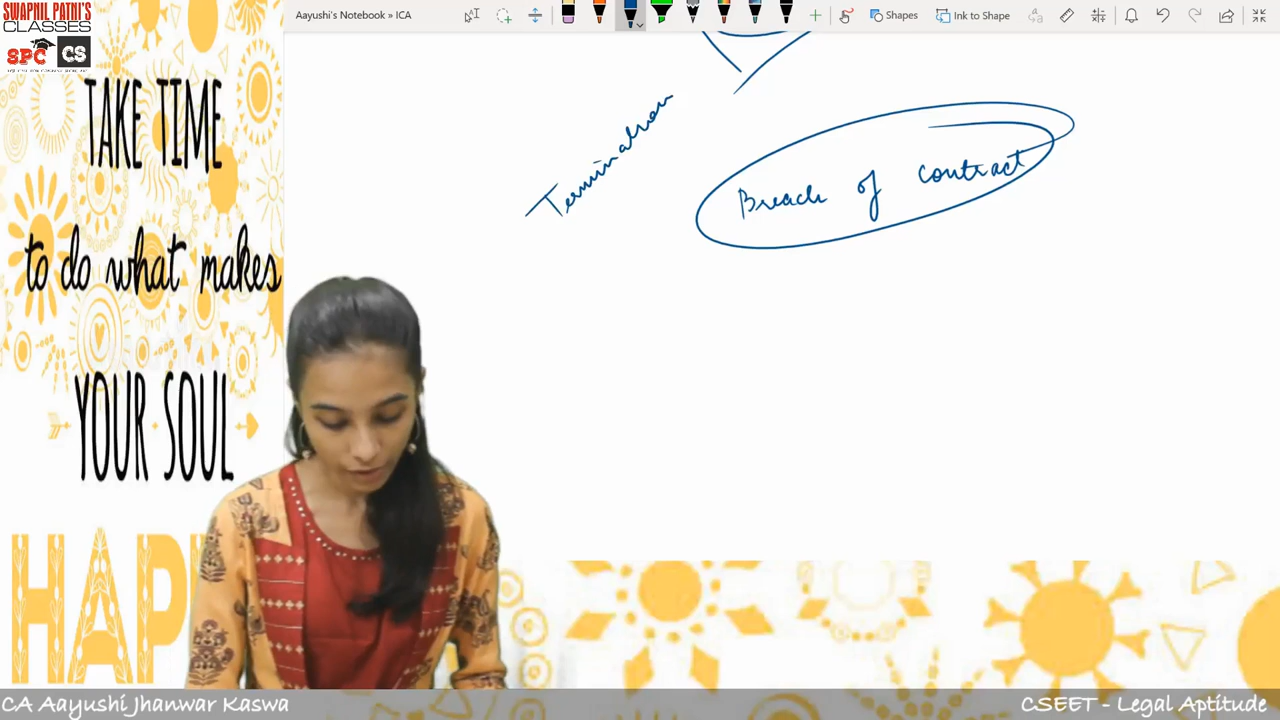 SWAPNIL PATNI'S
CLASSES
SPC CS
Aayushi's Notebook » ICA
Shapes
Ink to Shape
TAKE TIME
to do what makes
YOUR SOUL
HAPP
Termination
Breach of contract
CA Aayushi Jhanwar Kaswa
CSEET - Legal Aptitude